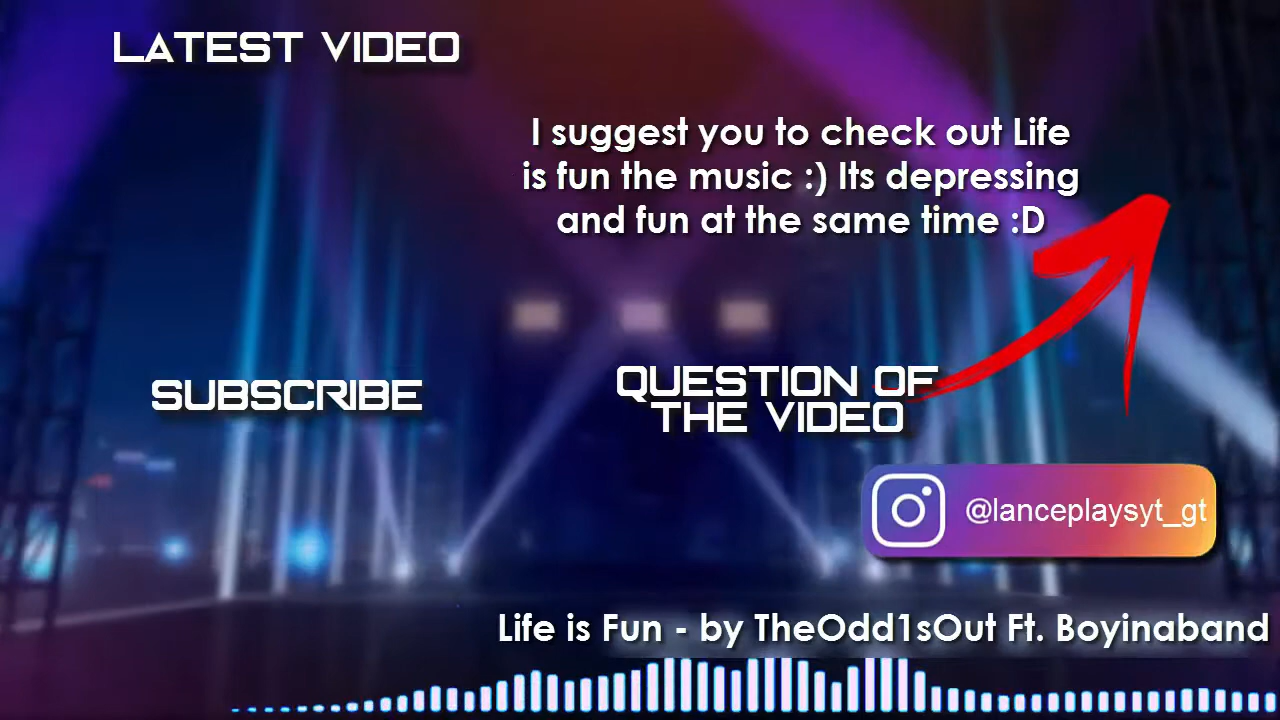 LATEST VIDEO
I suggest you to check out Life
is fun the music :) Its depressing
and fun at the same time :D
SUBSCRIBE
QUESTION OF
THE VIDEO
@lanceplaysyt_gt
Life is Fun - by TheOdd1sOut Ft. Boyinaband